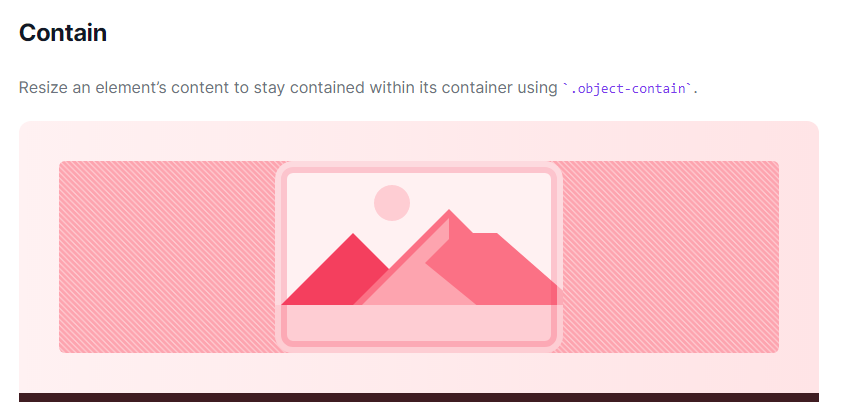 Contain
Resize an element’s content to stay contained within its container using `.object-contain`.